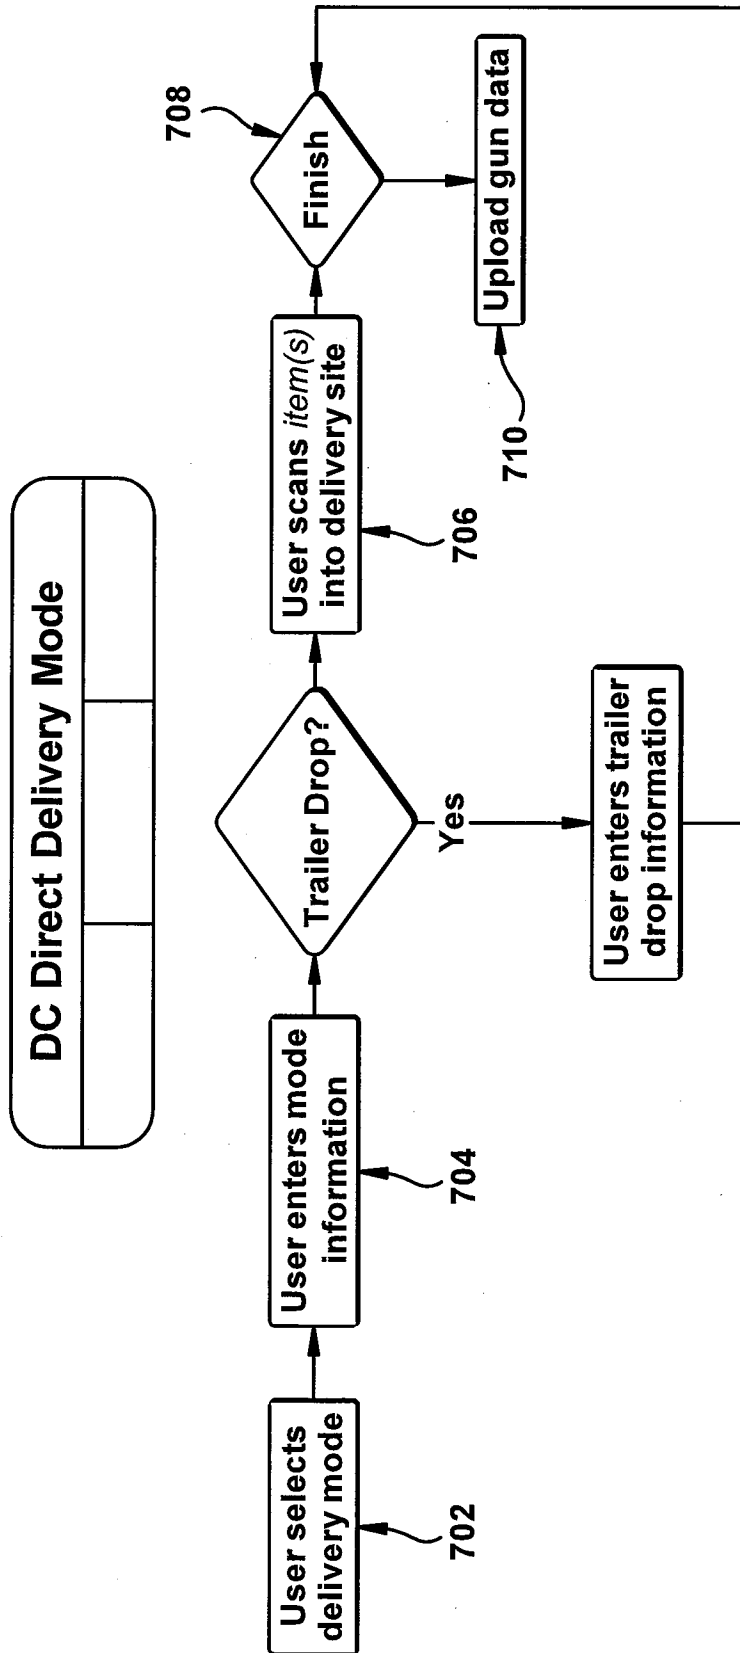 DC Direct Delivery Mode
User selects
delivery mode
702
User enters mode
information
704
Trailer Drop?
Yes
User enters trailer
drop information
User scans item(s)
into delivery site
706
Finish
708
Upload gun data
710